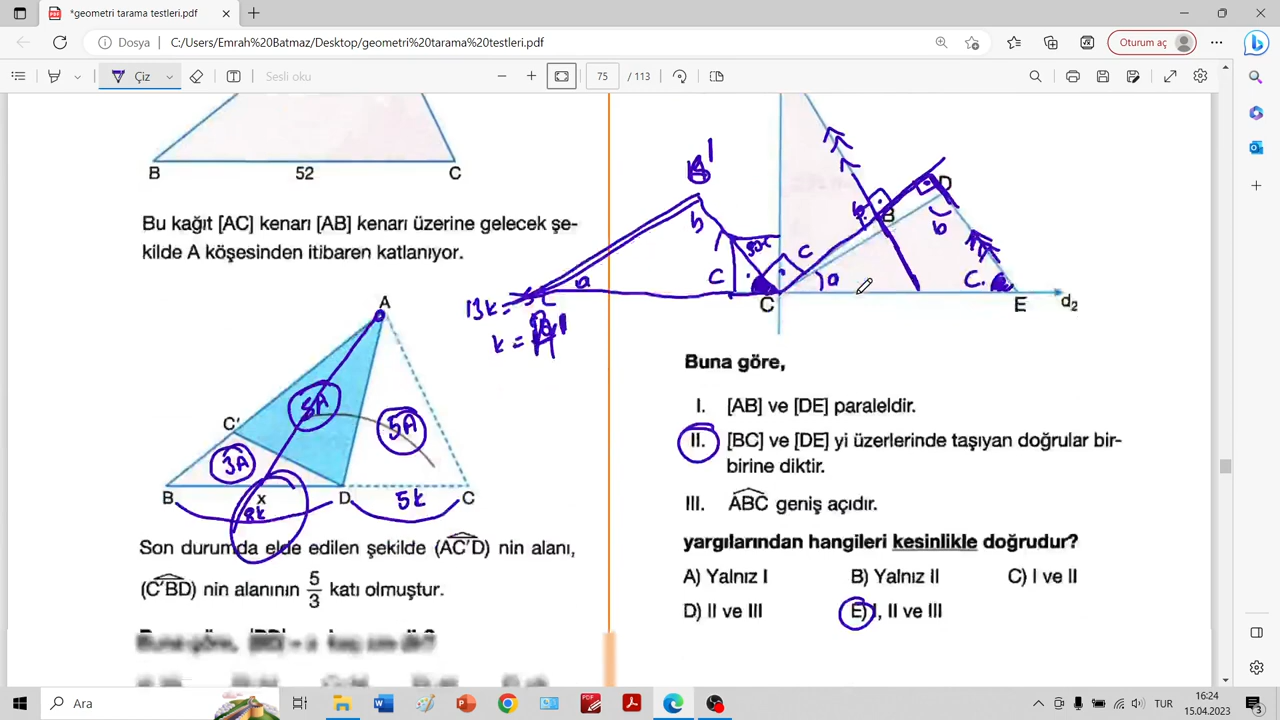 *geometri tarama testleri.pdf
Dosya
C:/Users/Emrah%20Batmaz/Desktop/geometri%20tarama%20testleri.pdf
Oturum aç
Çiz
Sesli oku
75 / 113
B
52
C
Bu kağıt [AC] kenarı [AB] kenarı üzerine gelecek şe-
kilde A köşesinden itibaren katlanıyor.
A
C'
5A
5A
3A
B
x
D
C
8k
5k
Son durumda elde edilen şekilde (AC'D) nin alanı,
(C'BD) nin alanının 5/3 katı olmuştur.
13k =
k =
a
b
C
C
b
B
D
b
a
C
C
E
d₂
Buna göre,
I. [AB] ve [DE] paraleldir.
II. [BC] ve [DE] yi üzerlerinde taşıyan doğrular bir-
birine diktir.
III. ABC geniş açıdır.
yargılarından hangileri kesinlikle doğrudur?
A) Yalnız I
B) Yalnız II
C) I ve II
D) II ve III
E) I, II ve III
Ara
TUR
16:24
15.04.2023
3